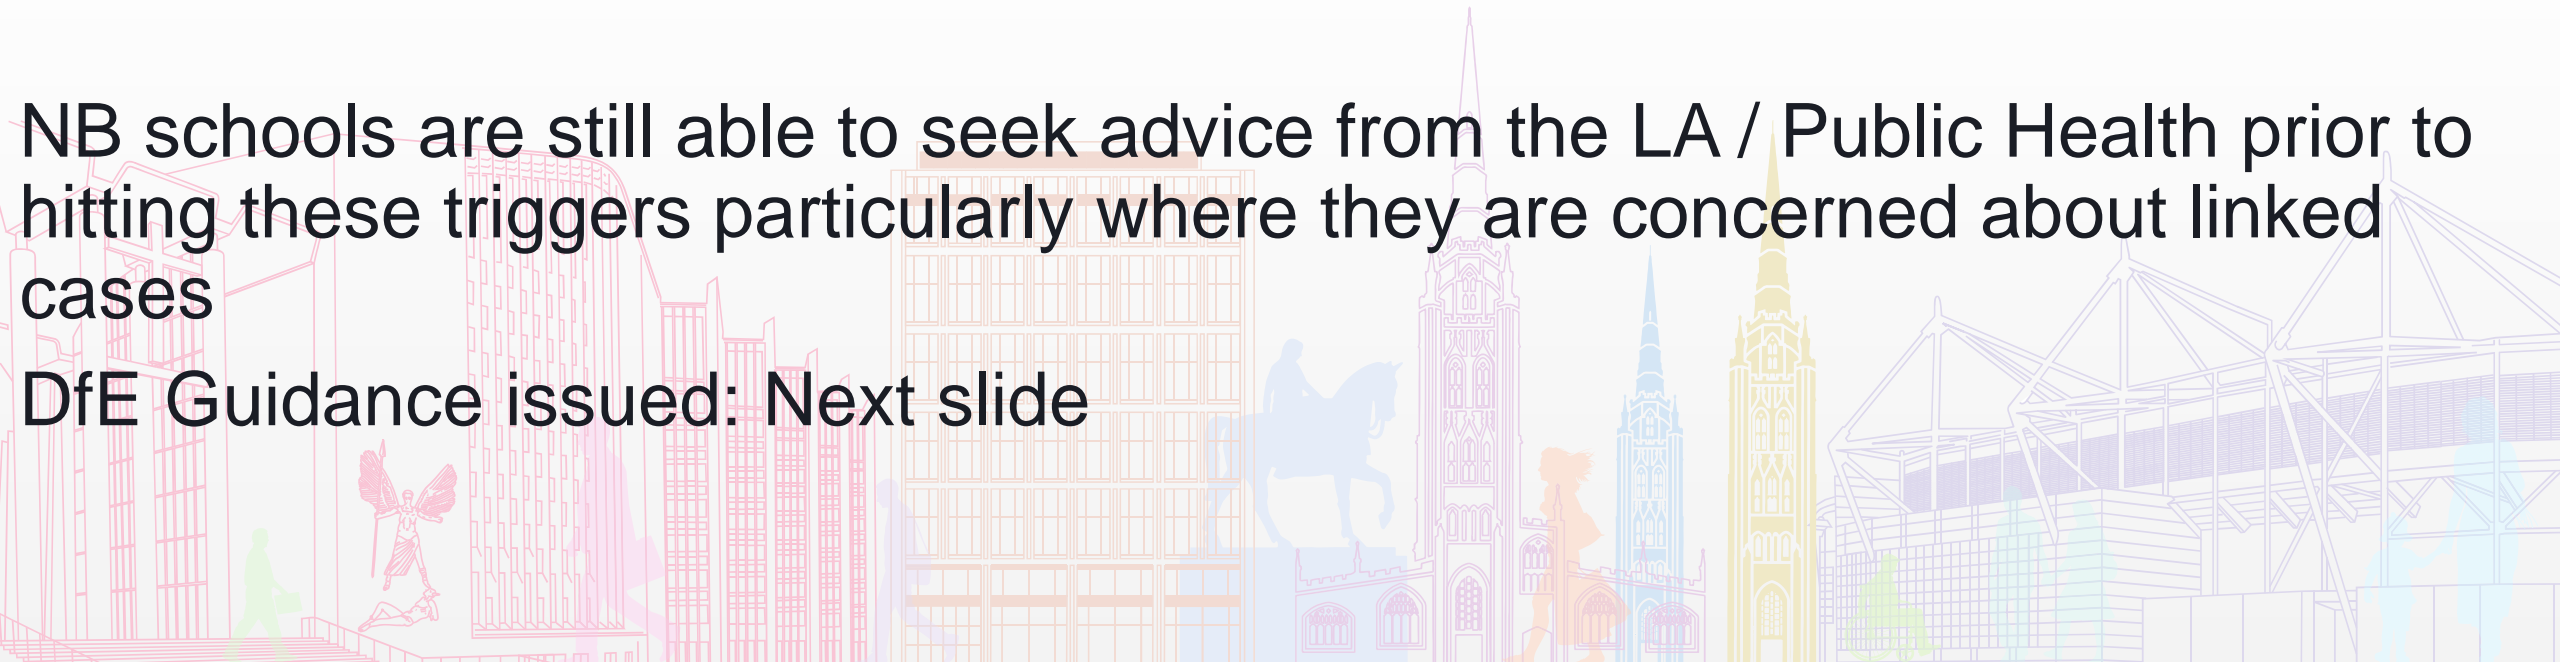 NB schools are still able to seek advice from the LA / Public Health prior to
hitting these triggers particularly where they are concerned about linked
cases
DfE Guidance issued: Next slide